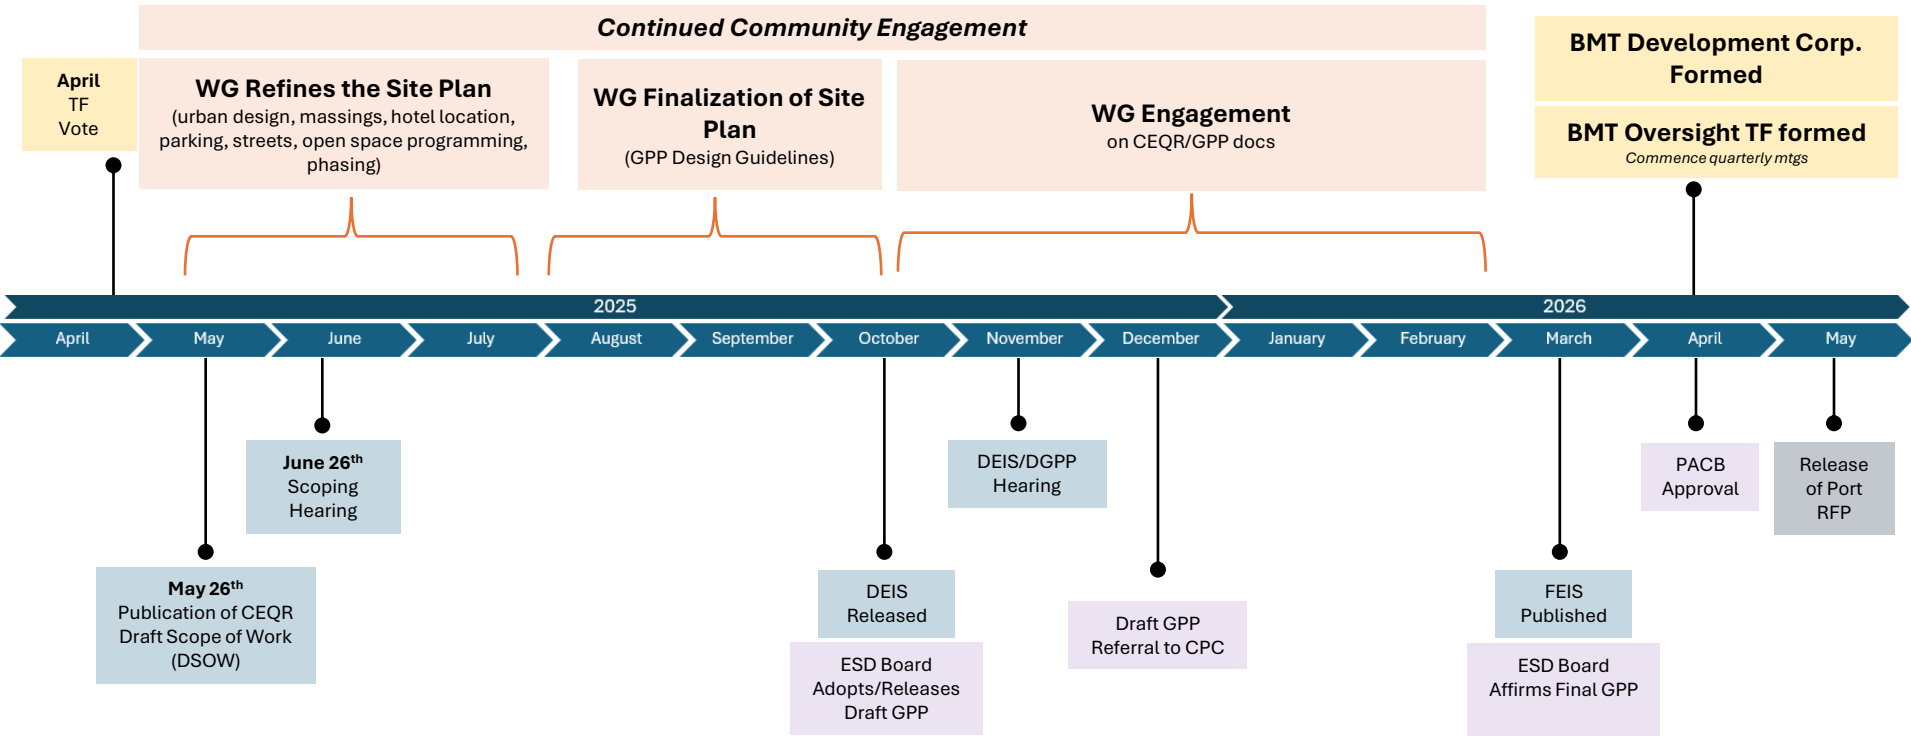 Continued Community Engagement
April
TF
Vote
WG Refines the Site Plan
(urban design, massings, hotel location,
parking, streets, open space programming,
phasing)
WG Finalization of Site
Plan
(GPP Design Guidelines)
WG Engagement
on CEQR/GPP docs
BMT Development Corp.
Formed
BMT Oversight TF formed
Commence quarterly mtgs
2025
2026
April
May
June
July
August
September
October
November
December
January
February
March
April
May
June 26th
Scoping
Hearing
May 26th
Publication of CEQR
Draft Scope of Work
(DSOW)
DEIS
Released
ESD Board
Adopts/Releases
Draft GPP
DEIS/DGPP
Hearing
Draft GPP
Referral to CPC
FEIS
Published
ESD Board
Affirms Final GPP
PACB
Approval
Release
of Port
RFP